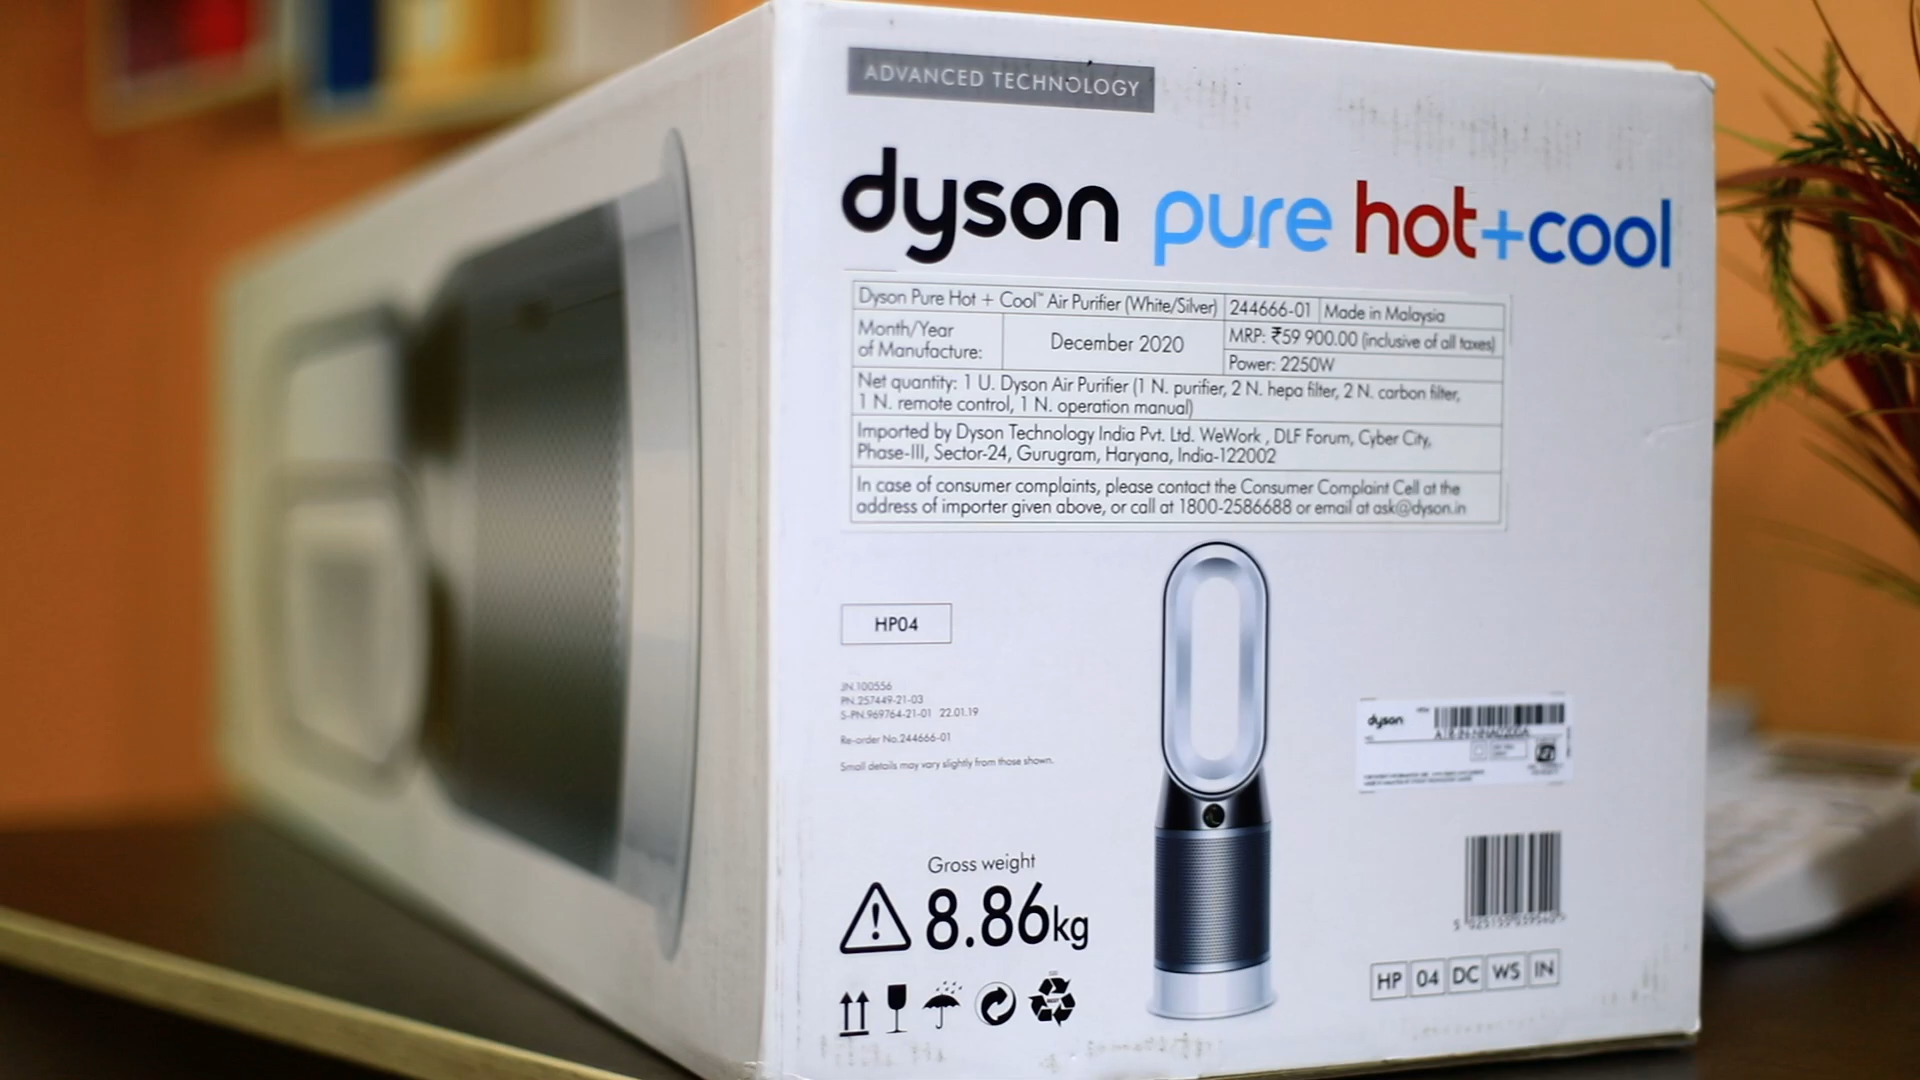 ADVANCED TECHNOLOGY
dyson pure hot+cool
Dyson Pure Hot + Cool™ Air Purifier (White/Silver) 244666-01 Made in Malaysia
Month/Year
of Manufacture:
December 2020
MRP: ₹59 900.00 (inclusive of all taxes)
Power: 2250W
Net quantity: 1 U. Dyson Air Purifier (1 N. purifier, 2 N. hepa filter, 2 N. carbon filter,
1 N. remote control, 1 N. operation manual)
Imported by Dyson Technology India Pvt. Ltd. WeWork , DLF Forum, Cyber City,
Phase-III, Sector-24, Gurugram, Haryana, India-122002
In case of consumer complaints, please contact the Consumer Complaint Cell at the
address of importer given above, or call at 1800-2586688 or email at ask@dyson.in
HP04
JN.100556
PN.257449-21-03
S-PN.969764-21-01 22.01.19
Re-order No.244666-01
Small details may vary slightly from those shown.
dyson
Gross weight
8.86kg
HP 04 DC WS IN